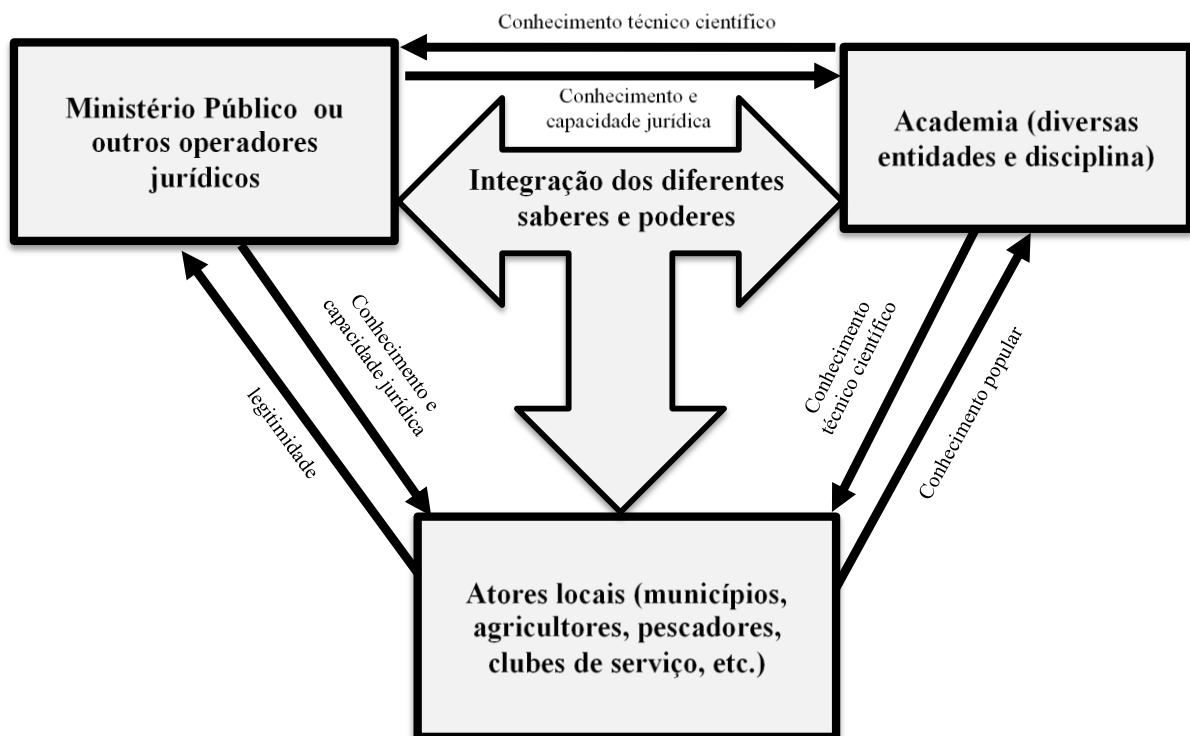 Conhecimento técnico científico
Ministério Público ou
outros operadores
jurídicos
Conhecimento e
capacidade jurídica
Academia (diversas
entidades e disciplina)
Integração dos diferentes
saberes e poderes
Conhecimento e
capacidade jurídica
legitimidade
Conhecimento
técnico científico
Conhecimento popular
Atores locais (municípios,
agricultores, pescadores,
clubes de serviço, etc.)